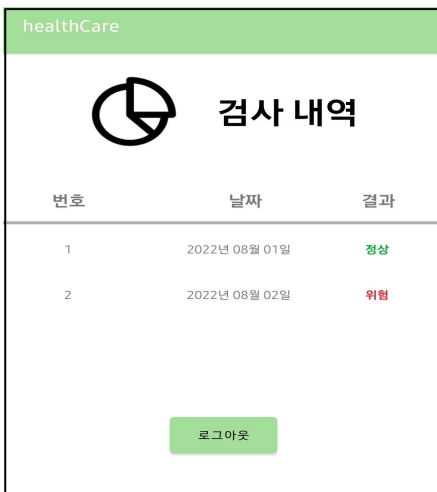 healthCare
검사 내역
번호 날짜 결과
1 2022년 08월 01일 정상
2 2022년 08월 02일 위험
로그아웃